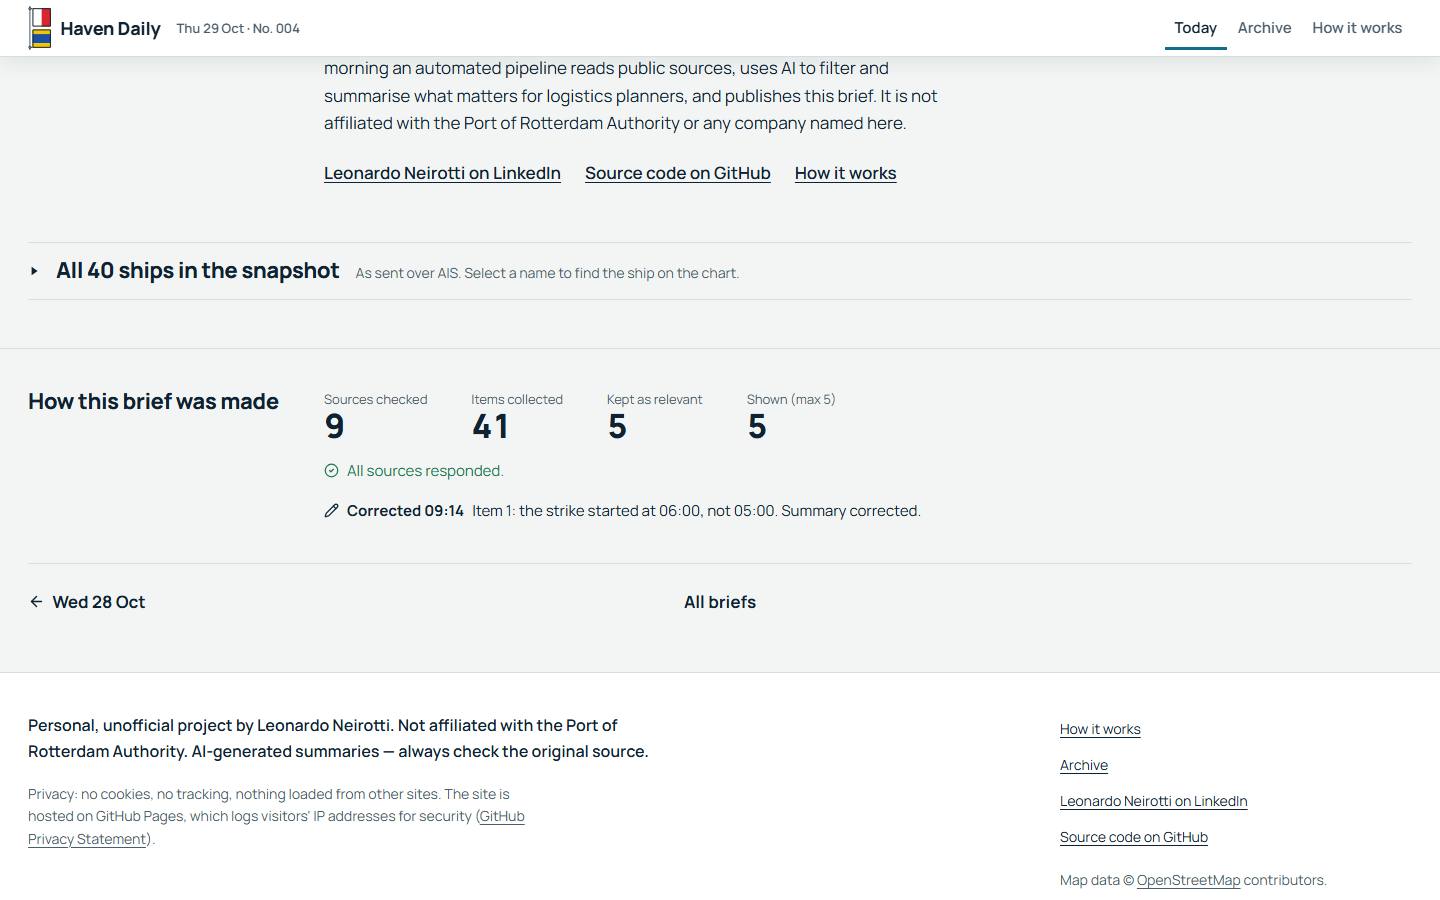 Haven Daily Thu 29 Oct · No. 004 Today Archive How it works
morning an automated pipeline reads public sources, uses AI to filter and
summarise what matters for logistics planners, and publishes this brief. It is not
affiliated with the Port of Rotterdam Authority or any company named here.
Leonardo Neirotti on LinkedIn Source code on GitHub How it works
All 40 ships in the snapshot As sent over AIS. Select a name to find the ship on the chart.
How this brief was made
Sources checked Items collected Kept as relevant Shown (max 5)
9 41 5 5
All sources responded.
Corrected 09:14 Item 1: the strike started at 06:00, not 05:00. Summary corrected.
← Wed 28 Oct All briefs
Personal, unofficial project by Leonardo Neirotti. Not affiliated with the Port of
Rotterdam Authority. AI-generated summaries — always check the original source.
Privacy: no cookies, no tracking, nothing loaded from other sites. The site is
hosted on GitHub Pages, which logs visitors' IP addresses for security (GitHub
Privacy Statement).
How it works
Archive
Leonardo Neirotti on LinkedIn
Source code on GitHub
Map data © OpenStreetMap contributors.